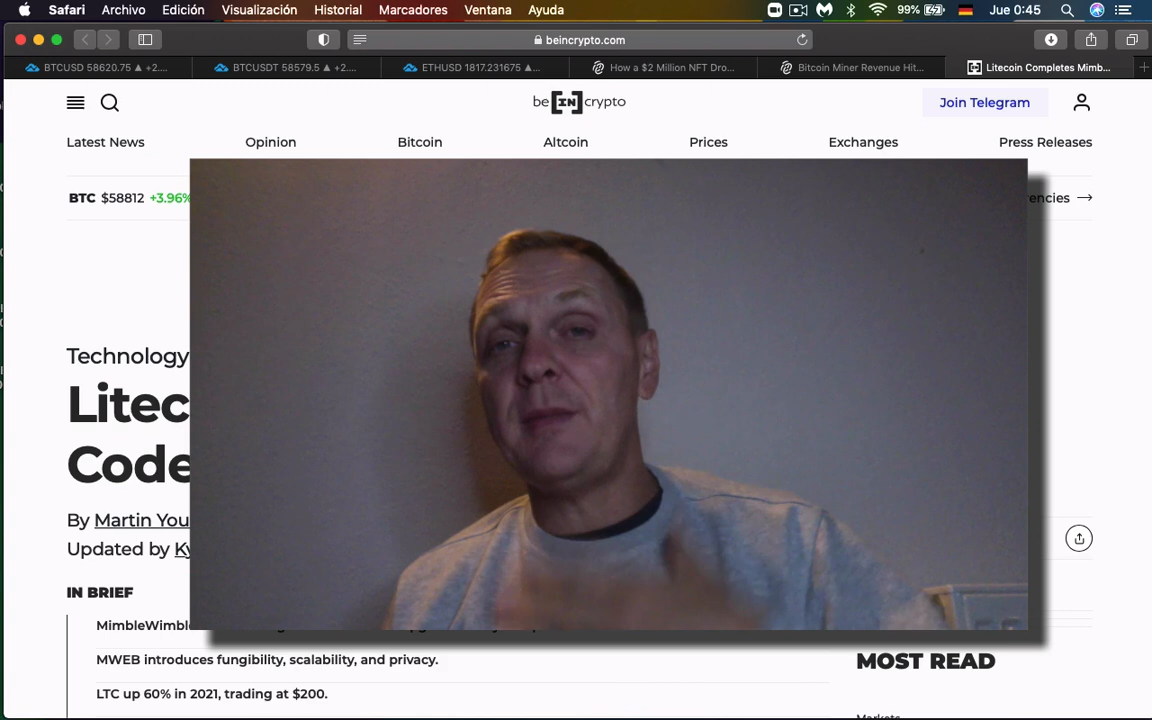 Safari Archivo Edición Visualización Historial Marcadores Ventana Ayuda 99% Jue 0:45
beincrypto.com
BTCUSD 58620.75 ▲ +2.... BTCUSDT 58579.5 ▲ +2.... ETHUSD 1817.231675 ▲... How a $2 Million NFT Dro... Bitcoin Miner Revenue Hit... Litecoin Completes Mimb...
be[IN]crypto
Join Telegram
Latest News Opinion Bitcoin Altcoin Prices Exchanges Press Releases
BTC $58812 +3.96% encies →
Technology
Litec
Code
By Martin You
Updated by Ky
IN BRIEF
MimbleWimble
MWEB introduces fungibility, scalability, and privacy.
LTC up 60% in 2021, trading at $200.
MOST READ
Markets